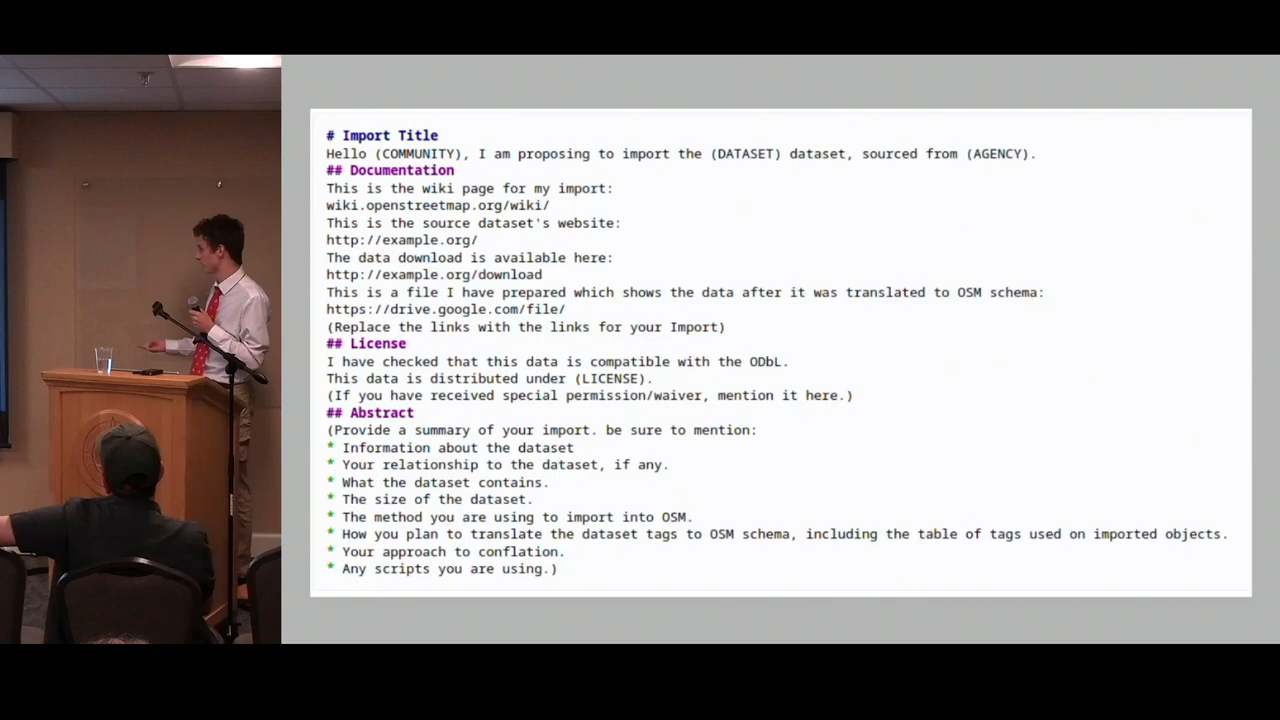 # Import Title
Hello (COMMUNITY), I am proposing to import the (DATASET) dataset, sourced from (AGENCY).
## Documentation
This is the wiki page for my import:
wiki.openstreetmap.org/wiki/
This is the source dataset's website:
http://example.org/
The data download is available here:
http://example.org/download
This is a file I have prepared which shows the data after it was translated to OSM schema:
https://drive.google.com/file/
(Replace the links with the links for your Import)
## License
I have checked that this data is compatible with the ODbL.
This data is distributed under (LICENSE).
(If you have received special permission/waiver, mention it here.)
## Abstract
(Provide a summary of your import. be sure to mention:
* Information about the dataset
* Your relationship to the dataset, if any.
* What the dataset contains.
* The size of the dataset.
* The method you are using to import into OSM.
* How you plan to translate the dataset tags to OSM schema, including the table of tags used on imported objects.
* Your approach to conflation.
* Any scripts you are using.)